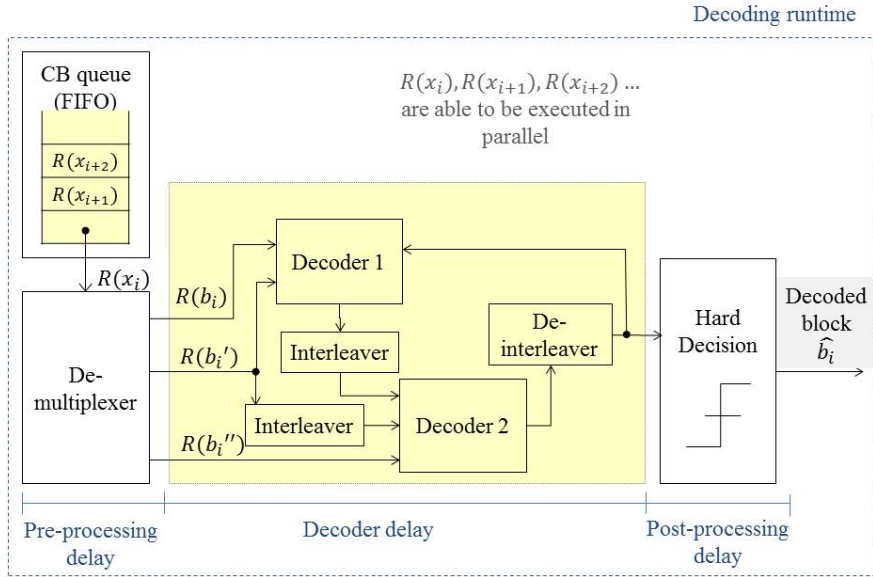 Decoding runtime
CB queue
(FIFO)
R(x_{i+2})
R(x_{i+1})
R(x_i), R(x_{i+1}), R(x_{i+2}) ...
are able to be executed in
parallel
R(x_i)
De-
multiplexer
R(b_i)
R(b_i′)
R(b_i′′)
Decoder 1
Interleaver
Interleaver
Decoder 2
De-
interleaver
Hard
Decision
Decoded
block
\hat{b_i}
Pre-processing
delay
Decoder delay
Post-processing
delay